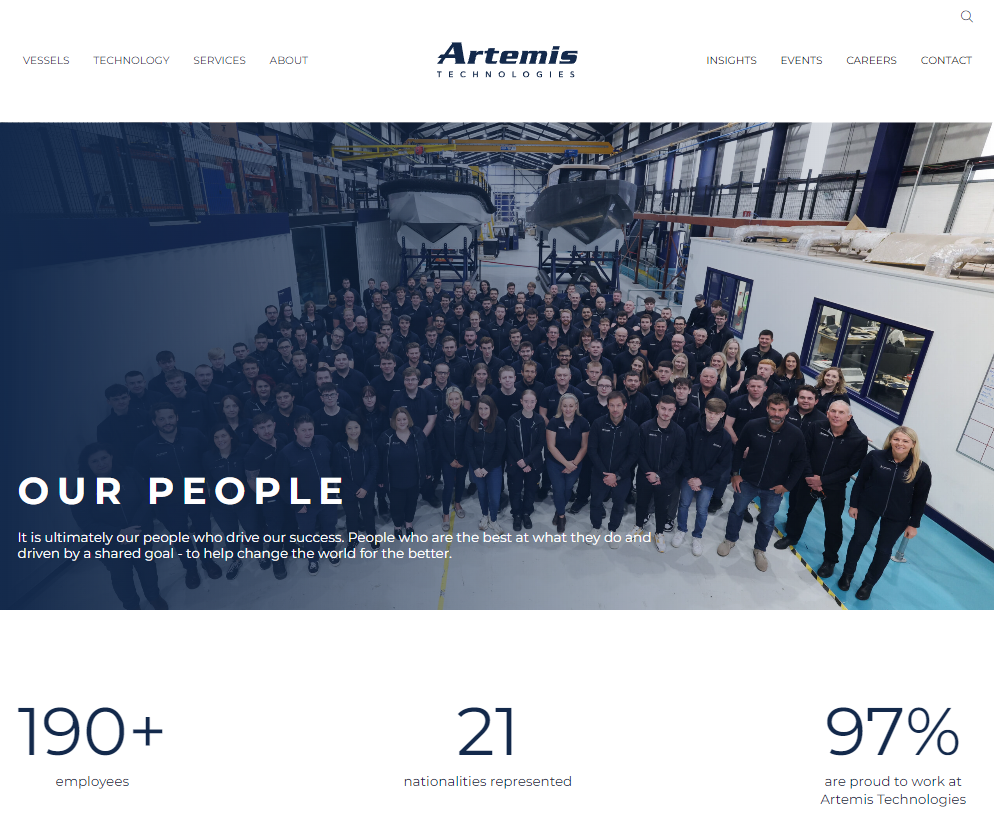 VESSELS TECHNOLOGY SERVICES ABOUT Artemis TECHNOLOGIES INSIGHTS EVENTS CAREERS CONTACT
OUR PEOPLE
It is ultimately our people who drive our success. People who are the best at what they do and
driven by a shared goal - to help change the world for the better.
190+ 21 97%
employees nationalities represented are proud to work at
Artemis Technologies